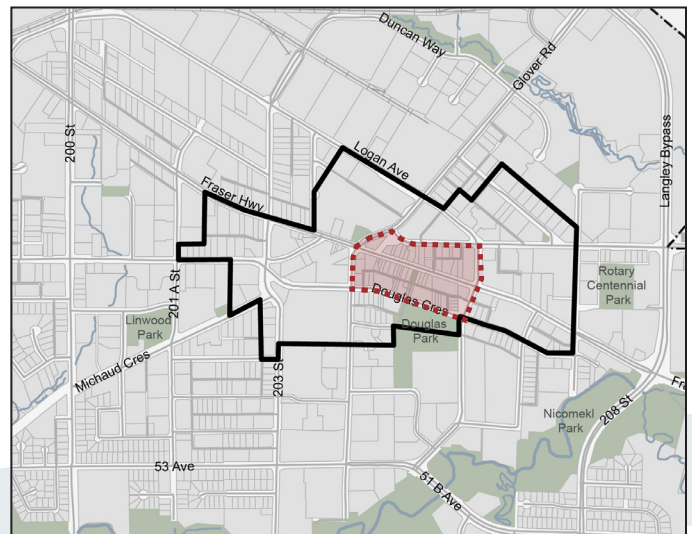 Duncan Way
Glover Rd
200 St
Langley Bypass
Logan Ave
Fraser Hwy
201 A St
Rotary
Centennial
Park
Douglas Cres
Douglas
Park
Linwood
Park
Michaud Cres
203 St
Fre
208 St
Nicomekl
Park
53 Ave
51 B Ave